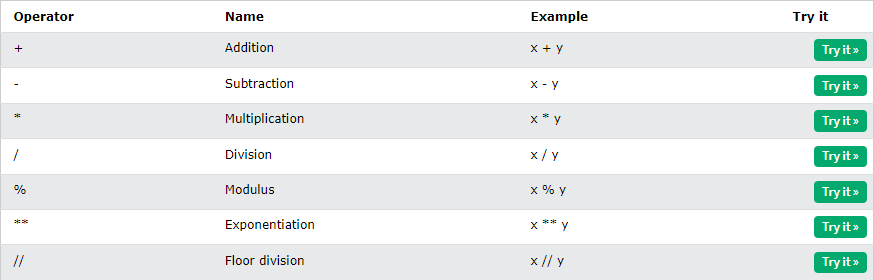 Operator Name Example Try it
+ Addition x + y Try it »
- Subtraction x - y Try it »
* Multiplication x * y Try it »
/ Division x / y Try it »
% Modulus x % y Try it »
** Exponentiation x ** y Try it »
// Floor division x // y Try it »